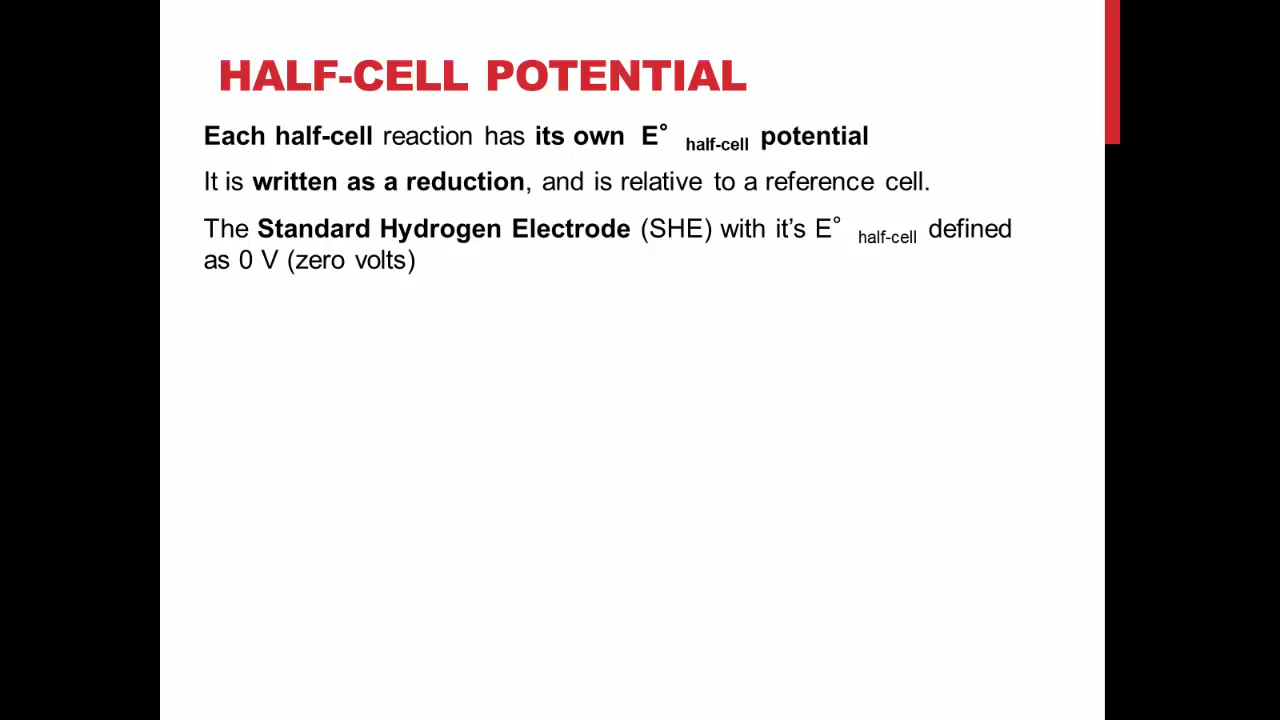 HALF-CELL POTENTIAL
Each half-cell reaction has its own E° half-cell potential
It is written as a reduction, and is relative to a reference cell.
The Standard Hydrogen Electrode (SHE) with it’s E° half-cell defined
as 0 V (zero volts)